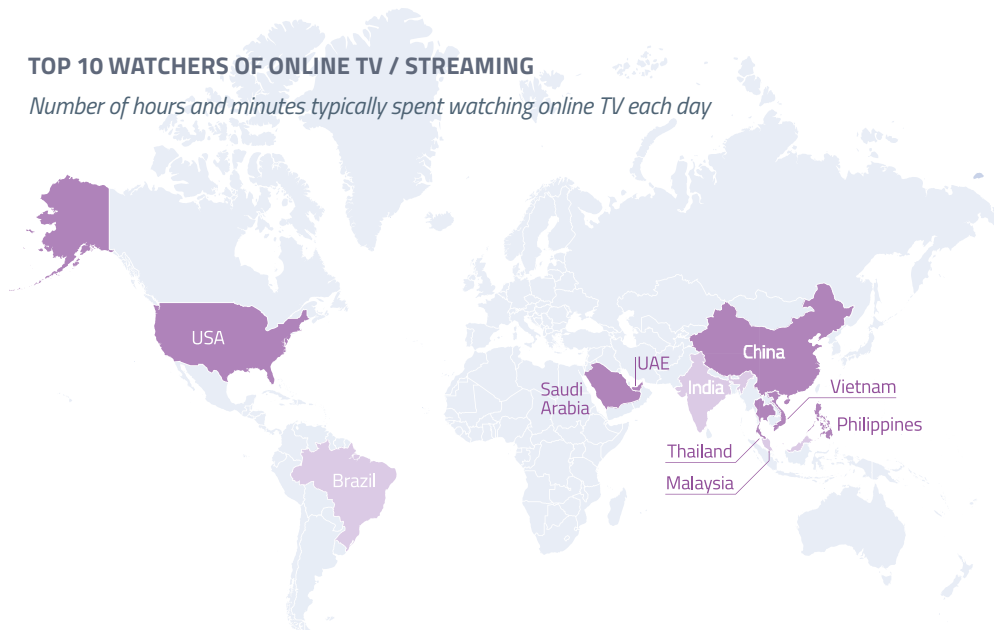 TOP 10 WATCHERS OF ONLINE TV / STREAMING
Number of hours and minutes typically spent watching online TV each day
USA
China
UAE
India
Saudi
Arabia
Vietnam
Philippines
Thailand
Malaysia
Brazil